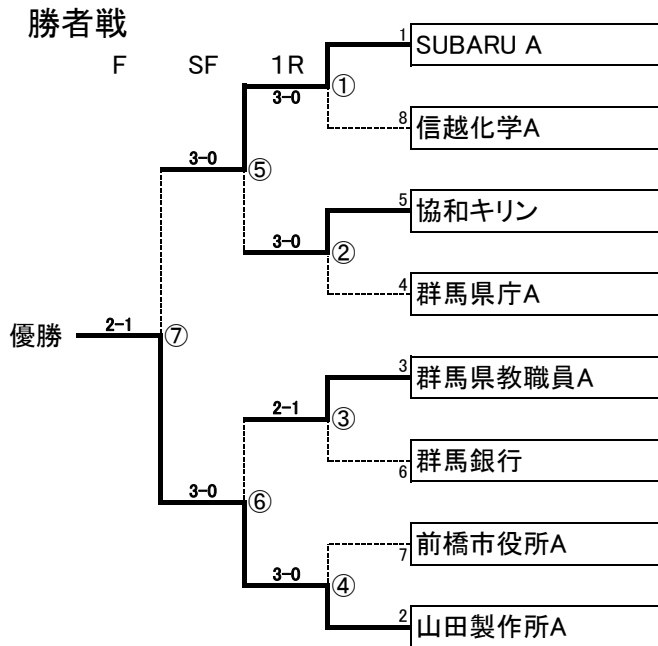 勝者戦
F SF 1R
1 SUBARU A
3-0 ①
8 信越化学A
3-0 ⑤
5 協和キリン
3-0 ②
4 群馬県庁A
優勝 2-1 ⑦
3 群馬県教職員A
2-1 ③
6 群馬銀行
3-0 ⑥
7 前橋市役所A
3-0 ④
2 山田製作所A